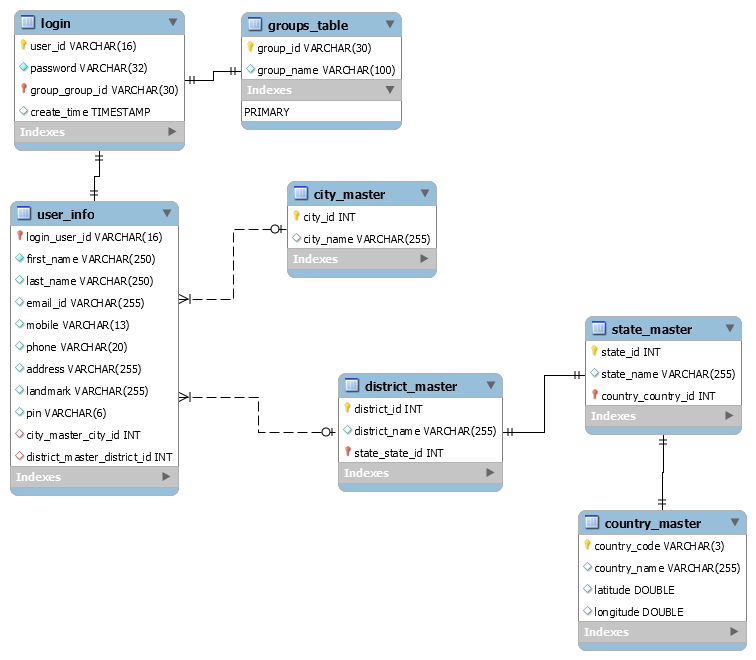 login
user_id VARCHAR(16)
password VARCHAR(32)
group_group_id VARCHAR(30)
create_time TIMESTAMP
Indexes
groups_table
group_id VARCHAR(30)
group_name VARCHAR(100)
Indexes
PRIMARY
user_info
login_user_id VARCHAR(16)
first_name VARCHAR(250)
last_name VARCHAR(250)
email_id VARCHAR(255)
mobile VARCHAR(13)
phone VARCHAR(20)
address VARCHAR(255)
landmark VARCHAR(255)
pin VARCHAR(6)
city_master_city_id INT
district_master_district_id INT
Indexes
city_master
city_id INT
city_name VARCHAR(255)
Indexes
district_master
district_id INT
district_name VARCHAR(255)
state_state_id INT
Indexes
state_master
state_id INT
state_name VARCHAR(255)
country_country_id INT
Indexes
country_master
country_code VARCHAR(3)
country_name VARCHAR(255)
latitude DOUBLE
longitude DOUBLE
Indexes